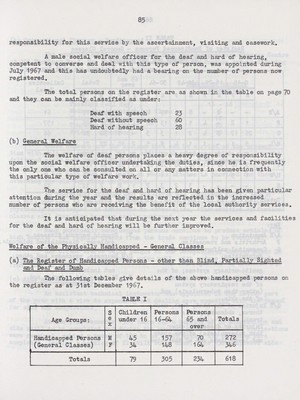 85
responsibility for this service by the ascertainment, visiting and casework.
A male social welfare officer for the deaf and hard of hearing,
competent to converse and deal with this type of person, was appointed during
July 1967 and this has undoubtedly had a bearing on the number of persons now
registered.
The total persons on the register are as shown in the table on page 70
and they can be mainly classified as under:
Deaf with speech 23
Deaf without speech 60
Hard of hearing 28
(b) General Welfare
The welfare of deaf persons places a heavy degree of responsibility
upon the social welfare officer undertaking the duties, since he is frequently
the only one who can be consulted on all or any matters in connection with
this particular type of welfare work.
The service for the deaf and hard of hearing has been given particular
attention during the year and the results are reflected in the increased
number of persons who are receiving the benefit of the local authority services.
It is anticipated that during the next year the services and facilities
for the deaf and hard of hearing will be further improved.
Welfare of the Physically Handicapped - General Classes
(a) The Register of Handicapped Persons - other than Blind, Partially Sighted
and Deaf and Dumb
The following tables give details of the above handicapped persons on
the register as at 31st December 1967.
TABLE I
Age Groups: Sex Children under 16 Persons 16-64 Persons 65 and over Totals
Handicapped Persons M 45 157 70 272
(General Classes) F 34 148 164 346
Totals 79 305 234 618